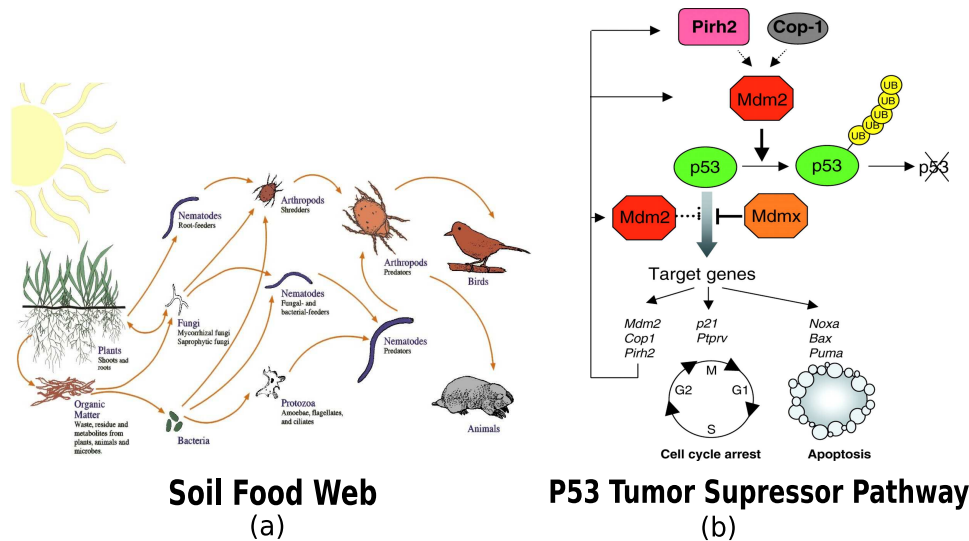 Nematodes
Root-feeders
Arthropods
Shredders
Arthropods
Predators
Birds
Nematodes
Fungal- and
bacterial-feeders
Fungi
Mycorrhizal fungi
Saprophytic fungi
Plants
Shoots and
roots
Nematodes
Predators
Organic
Matter
Waste, residue and
metabolites from
plants, animals and
microbes.
Bacteria
Protozoa
Amoebae, flagellates,
and ciliates
Animals
Soil Food Web
(a)
Pirh2
Cop-1
Mdm2
UB
UB
UB
UB
p53
p53
p53
Mdm2
Mdmx
Target genes
Mdm2
Cop1
Pirh2
p21
Ptprv
Noxa
Bax
Puma
M
G2
G1
S
Cell cycle arrest
Apoptosis
P53 Tumor Supressor Pathway
(b)